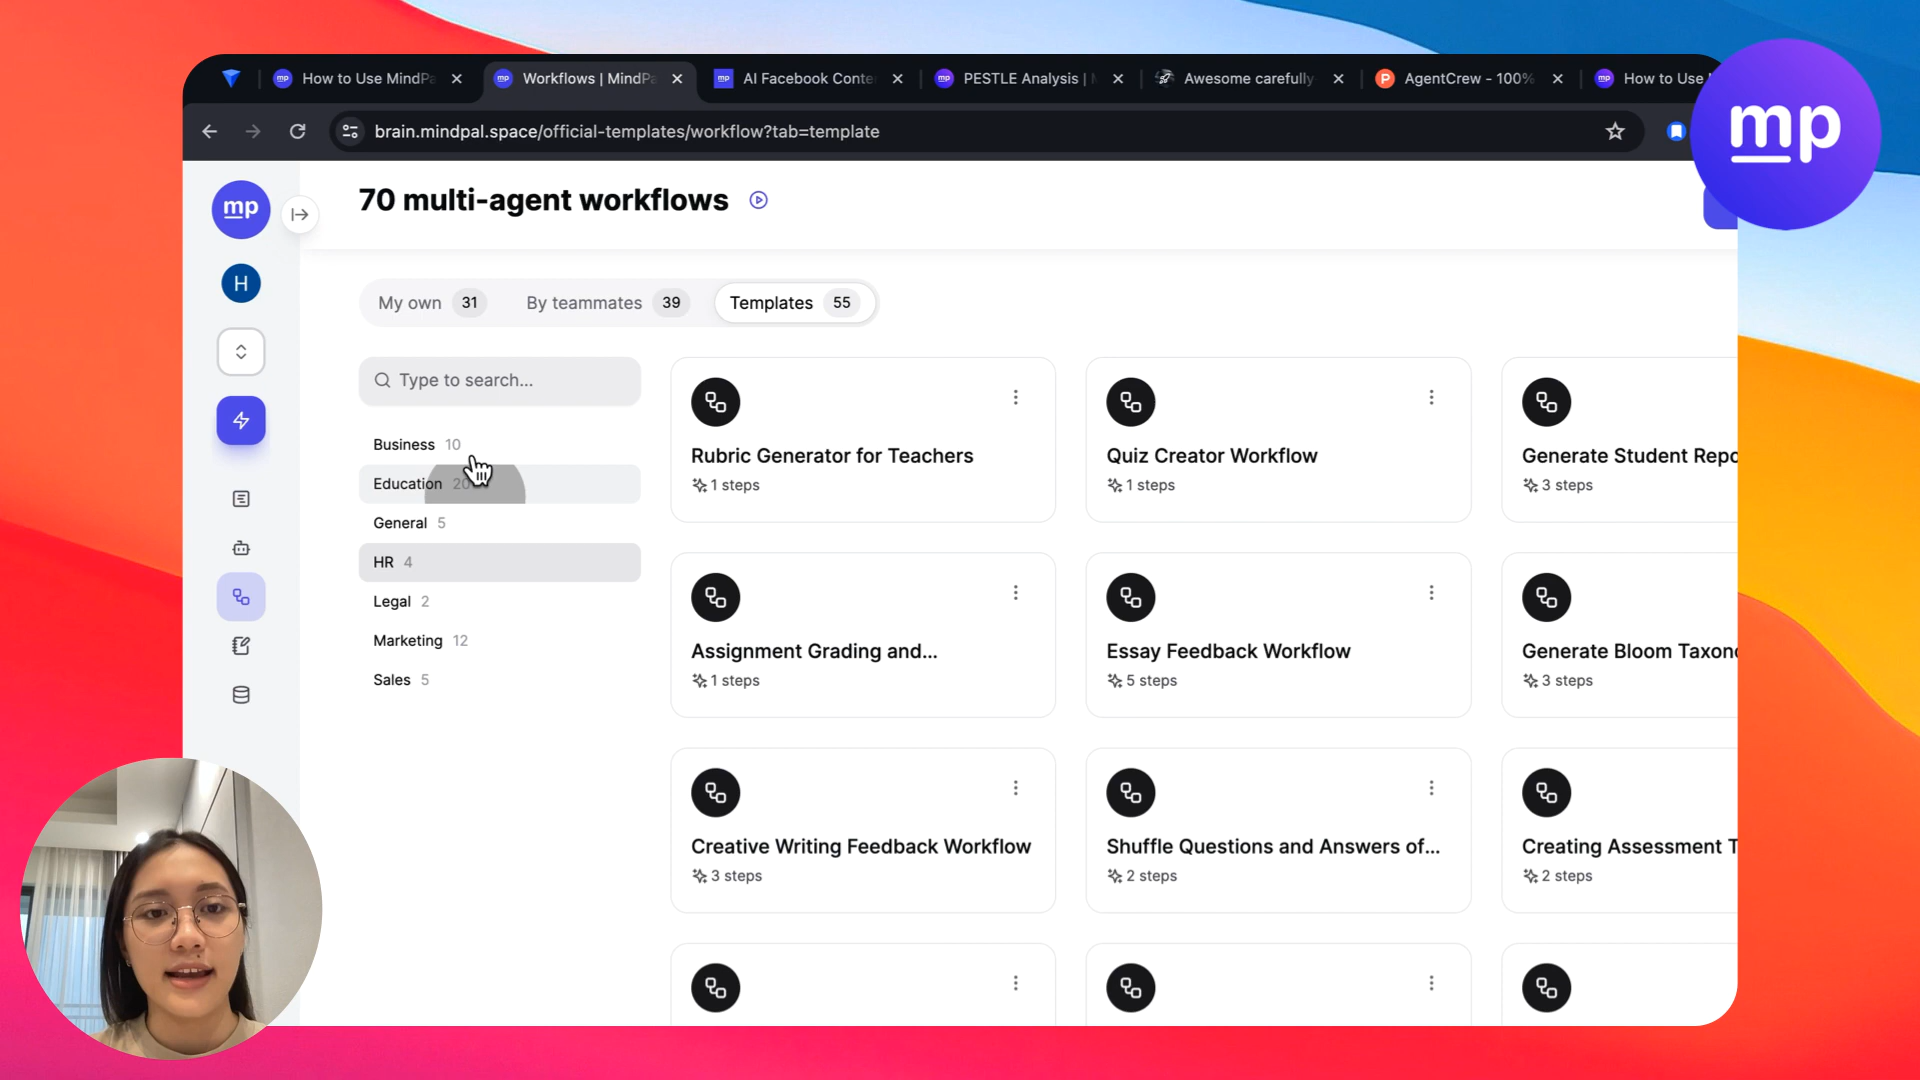 How to Use MindPa
Workflows | MindPa
AI Facebook Conte
PESTLE Analysis |
Awesome carefully
AgentCrew - 100%
How to Use
brain.mindpal.space/official-templates/workflow?tab=template
mp
mp
70 multi-agent workflows
H
My own 31
By teammates 39
Templates 55
Type to search...
Business 10
Education 20
General 5
HR 4
Legal 2
Marketing 12
Sales 5
Rubric Generator for Teachers
1 steps
Quiz Creator Workflow
1 steps
Generate Student Repo
3 steps
Assignment Grading and...
1 steps
Essay Feedback Workflow
5 steps
Generate Bloom Taxono
3 steps
Creative Writing Feedback Workflow
3 steps
Shuffle Questions and Answers of...
2 steps
Creating Assessment T
2 steps